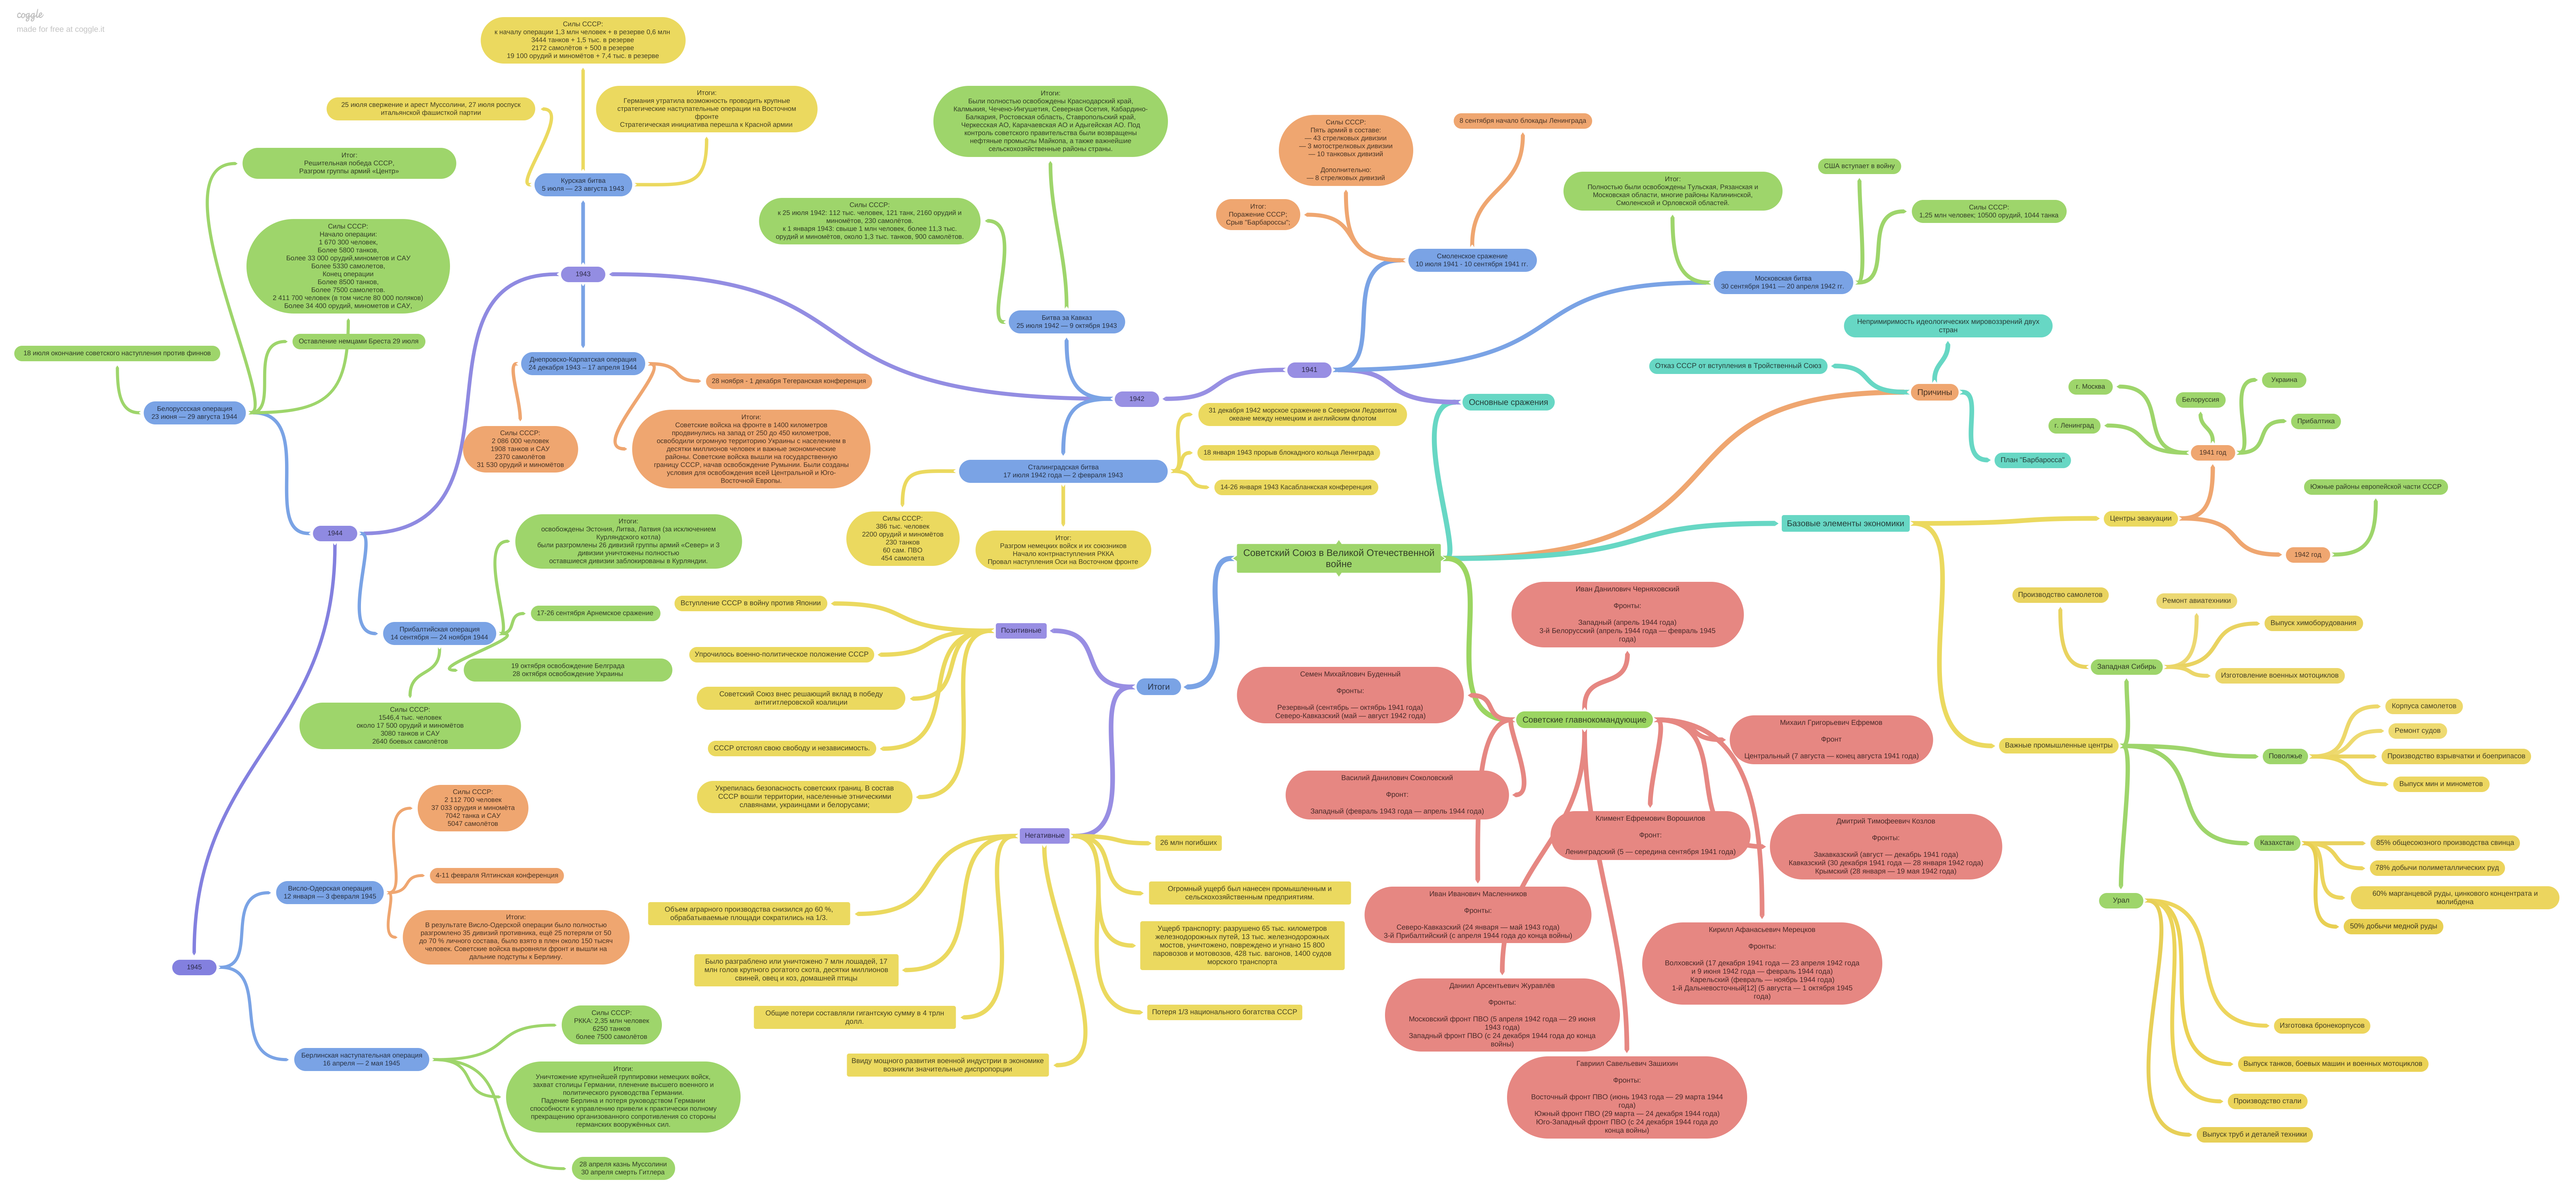 coggle
made for free at coggle.it
Силы СССР:
к началу операции 1,3 млн человек + в резерве 0,6 млн
3444 танков + 1,5 тыс. в резерве
2172 самолётов + 500 в резерве
19 100 орудий и миномётов + 7,4 тыс. в резерве
25 июля свержение и арест Муссолини, 27 июля роспуск
итальянской фашисткой партии
Итоги:
Германия утратила возможность проводить крупные
стратегические наступательные операции на Восточном
фронте
Стратегическая инициатива перешла к Красной армии
Курская битва
5 июля — 23 августа 1943
Итог:
Решительная победа СССР,
Разгром группы армий «Центр»
Силы СССР:
Начало операции:
1 670 300 человек,
Более 5800 танков,
Более 33 000 орудий,минометов и САУ
Более 5330 самолетов,
Конец операции
Более 8500 танков,
Более 7500 самолетов.
2 411 700 человек (в том числе 80 000 поляков)
Более 34 400 орудий, минометов и САУ,
Оставление немцами Бреста 29 июля
18 июля окончание советского наступления против финнов
Белоруссская операция
23 июня — 29 августа 1944
1943
Днепровско-Карпатская операция
24 декабря 1943 – 17 апреля 1944
28 ноября - 1 декабря Тегеранская конференция
Силы СССР:
2 086 000 человек
1908 танков и САУ
2370 самолётов
31 530 орудий и миномётов
Итоги:
Советские войска на фронте в 1400 километров
продвинулись на запад от 250 до 450 километров,
освободили огромную территорию Украины с населением в
десятки миллионов человек и важные экономические
районы. Советские войска вышли на государственную
границу СССР, начав освобождение Румынии. Были созданы
условия для освобождения всей Центральной и Юго-
Восточной Европы.
Итоги:
Были полностью освобождены Краснодарский край,
Калмыкия, Чечено-Ингушетия, Северная Осетия, Кабардино-
Балкария, Ростовская область, Ставропольский край,
Черкесская АО, Карачаевская АО и Адыгейская АО. Под
контроль советского правительства были возвращены
нефтяные промыслы Майкопа, а также важнейшие
сельскохозяйственные районы страны.
Силы СССР:
к 25 июля 1942: 112 тыс. человек, 121 танк, 2160 орудий и
миномётов, 230 самолётов.
к 1 января 1943: свыше 1 млн человек, более 11,3 тыс.
орудий и миномётов, около 1,3 тыс. танков, 900 самолётов.
Битва за Кавказ
25 июля 1942 — 9 октября 1943
1942
Сталинградская битва
17 июля 1942 года — 2 февраля 1943
31 декабря 1942 морское сражение в Северном Ледовитом
океане между немецким и английским флотом
18 января 1943 прорыв блокадного кольца Ленинграда
14-26 января 1943 Касабланкская конференция
Силы СССР:
386 тыс. человек
2200 орудий и миномётов
230 танков
60 сам. ПВО
454 самолета
Итог:
Разгром немецких войск и их союзников
Начало контрнаступления РККА
Провал наступления Оси на Восточном фронте
Силы СССР:
Пять армий в составе:
— 43 стрелковых дивизии
— 3 мотострелковых дивизии
— 10 танковых дивизий
Дополнительно:
— 8 стрелковых дивизий
8 сентября начало блокады Ленинграда
Итог:
Поражение СССР;
Срыв "Барбароссы";
Смоленское сражение
10 июля 1941 - 10 сентября 1941 гг.
1941
Основные сражения
Итог:
Полностью были освобождены Тульская, Рязанская и
Московская области, многие районы Калининской,
Смоленской и Орловской областей.
США вступает в войну
Силы СССР:
1,25 млн человек; 10500 орудий, 1044 танка
Московская битва
30 сентября 1941 — 20 апреля 1942 гг.
Непримиримость идеологических мировоззрений двух
стран
Отказ СССР от вступления в Тройственный Союз
Причины
План "Барбаросса"
г. Москва
Украина
Белоруссия
г. Ленинград
Прибалтика
1941 год
Южные районы европейской части СССР
Центры эвакуации
1942 год
Базовые элементы экономики
Советский Союз в Великой Отечественной
войне
1944
Итоги:
освобождены Эстония, Литва, Латвия (за исключением
Курляндского котла)
были разгромлены 26 дивизий группы армий «Север» и 3
дивизии уничтожены полностью
оставшиеся дивизии заблокированы в Курляндии.
17-26 сентября Арнемское сражение
Прибалтийская операция
14 сентября — 24 ноября 1944
19 октября освобождение Белграда
28 октября освобождение Украины
Силы СССР:
1546,4 тыс. человек
около 17 500 орудий и миномётов
3080 танков и САУ
2640 боевых самолётов
Вступление СССР в войну против Японии
Позитивные
Упрочилось военно-политическое положение СССР
Советский Союз внес решающий вклад в победу
антигитлеровской коалиции
СССР отстоял свою свободу и независимость.
Укрепилась безопасность советских границ. В состав
СССР вошли территории, населенные этническими
славянами, украинцами и белорусами;
Итоги
Негативные
26 млн погибших
Огромный ущерб был нанесен промышленным и
сельскохозяйственным предприятиям.
Объем аграрного производства снизился до 60 %,
обрабатываемые площади сократились на 1/3.
Ущерб транспорту: разрушено 65 тыс. километров
железнодорожных путей, 13 тыс. железнодорожных
мостов, уничтожено, повреждено и угнано 15 800
паровозов и мотовозов, 428 тыс. вагонов, 1400 судов
морского транспорта
Было разграблено или уничтожено 7 млн лошадей, 17
млн голов крупного рогатого скота, десятки миллионов
свиней, овец и коз, домашней птицы
Общие потери составляли гигантскую сумму в 4 трлн
долл.
Потеря 1/3 национального богатства СССР
Ввиду мощного развития военной индустрии в экономике
возникли значительные диспропорции
Силы СССР:
2 112 700 человек
37 033 орудия и миномёта
7042 танка и САУ
5047 самолётов
4-11 февраля Ялтинская конференция
Висло-Одерская операция
12 января — 3 февраля 1945
Итоги:
В результате Висло-Одерской операции было полностью
разгромлено 35 дивизий противника, ещё 25 потеряли от 50
до 70 % личного состава, было взято в плен около 150 тысяч
человек. Советские войска выровняли фронт и вышли на
дальние подступы к Берлину.
1945
Силы СССР:
РККА: 2,35 млн человек
6250 танков
более 7500 самолётов
Берлинская наступательная операция
16 апреля — 2 мая 1945
Итоги:
Уничтожение крупнейшей группировки немецких войск,
захват столицы Германии, пленение высшего военного и
политического руководства Германии.
Падение Берлина и потеря руководством Германии
способности к управлению привели к практически полному
прекращению организованного сопротивления со стороны
германских вооружённых сил.
28 апреля казнь Муссолини
30 апреля смерть Гитлера
Иван Данилович Черняховский
Фронты:
Западный (апрель 1944 года)
3-й Белорусский (апрель 1944 года — февраль 1945
года)
Семен Михайлович Буденный
Фронты:
Резервный (сентябрь — октябрь 1941 года)
Северо-Кавказский (май — август 1942 года)
Советские главнокомандующие
Михаил Григорьевич Ефремов
Фронт
Центральный (7 августа — конец августа 1941 года)
Василий Данилович Соколовский
Фронт:
Западный (февраль 1943 года — апрель 1944 года)
Климент Ефремович Ворошилов
Фронт:
Ленинградский (5 — середина сентября 1941 года)
Дмитрий Тимофеевич Козлов
Фронты:
Закавказский (август — декабрь 1941 года)
Кавказский (30 декабря 1941 года — 28 января 1942 года)
Крымский (28 января — 19 мая 1942 года)
Иван Иванович Масленников
Фронты:
Северо-Кавказский (24 января — май 1943 года)
3-й Прибалтийский (с апреля 1944 года до конца войны)
Кирилл Афанасьевич Мерецков
Фронты:
Волховский (17 декабря 1941 года — 23 апреля 1942 года
и 9 июня 1942 года — февраль 1944 года)
Карельский (февраль — ноябрь 1944 года)
1-й Дальневосточный[12] (5 августа — 1 октября 1945
года)
Даниил Арсентьевич Журавлёв
Фронты:
Московский фронт ПВО (5 апреля 1942 года — 29 июня
1943 года)
Западный фронт ПВО (с 24 декабря 1944 года до конца
войны)
Гавриил Савельевич Зашихин
Фронты:
Восточный фронт ПВО (июнь 1943 года — 29 марта 1944
года)
Южный фронт ПВО (29 марта — 24 декабря 1944 года)
Юго-Западный фронт ПВО (с 24 декабря 1944 года до
конца войны)
Производство самолетов
Ремонт авиатехники
Выпуск химоборудования
Западная Сибирь
Изготовление военных мотоциклов
Важные промышленные центры
Корпуса самолетов
Ремонт судов
Поволжье
Производство взрывчатки и боеприпасов
Выпуск мин и минометов
Казахстан
85% общесоюзного производства свинца
78% добычи полиметаллических руд
60% марганцевой руды, цинкового концентрата и
молибдена
50% добычи медной руды
Урал
Изготовка бронекорпусов
Выпуск танков, боевых машин и военных мотоциклов
Производство стали
Выпуск труб и деталей техники